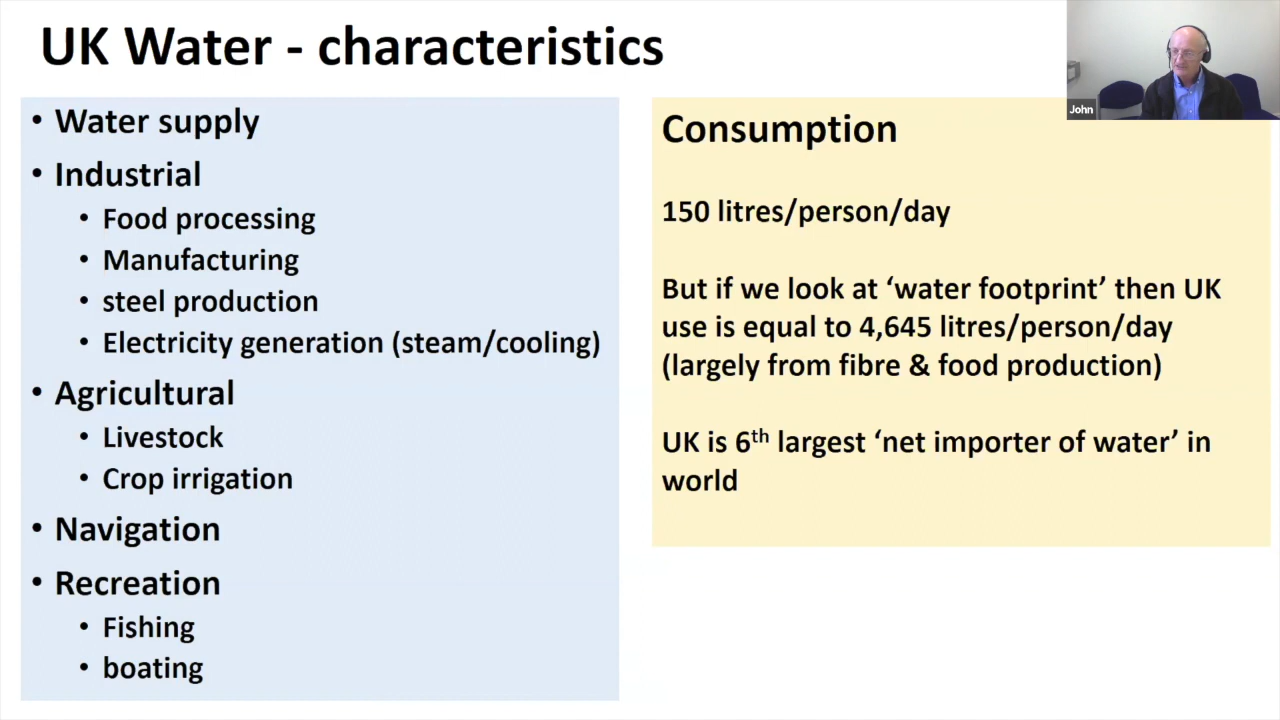 UK Water - characteristics
• Water supply
• Industrial
• Food processing
• Manufacturing
• steel production
• Electricity generation (steam/cooling)
• Agricultural
• Livestock
• Crop irrigation
• Navigation
• Recreation
• Fishing
• boating
Consumption
150 litres/person/day
But if we look at ‘water footprint’ then UK
use is equal to 4,645 litres/person/day
(largely from fibre & food production)
UK is 6th largest ‘net importer of water’ in
world
John